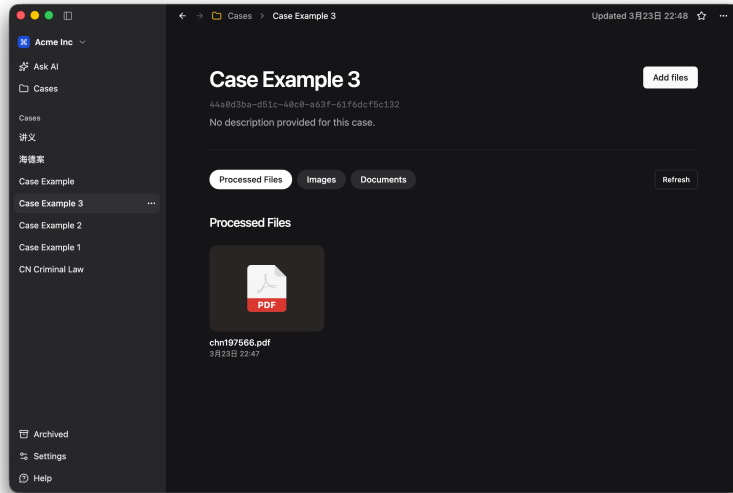 Acme Inc
Ask AI
Cases
Cases
讲义
海德案
Case Example
Case Example 3
Case Example 2
Case Example 1
CN Criminal Law
Archived
Settings
Help
Cases > Case Example 3
Updated 3月23日 22:48
Case Example 3
Add files
44a0d3ba-d51c-40c0-a63f-61f6dcf5c132
No description provided for this case.
Processed Files
Images
Documents
Refresh
Processed Files
PDF
chn197566.pdf
3月23日 22:47